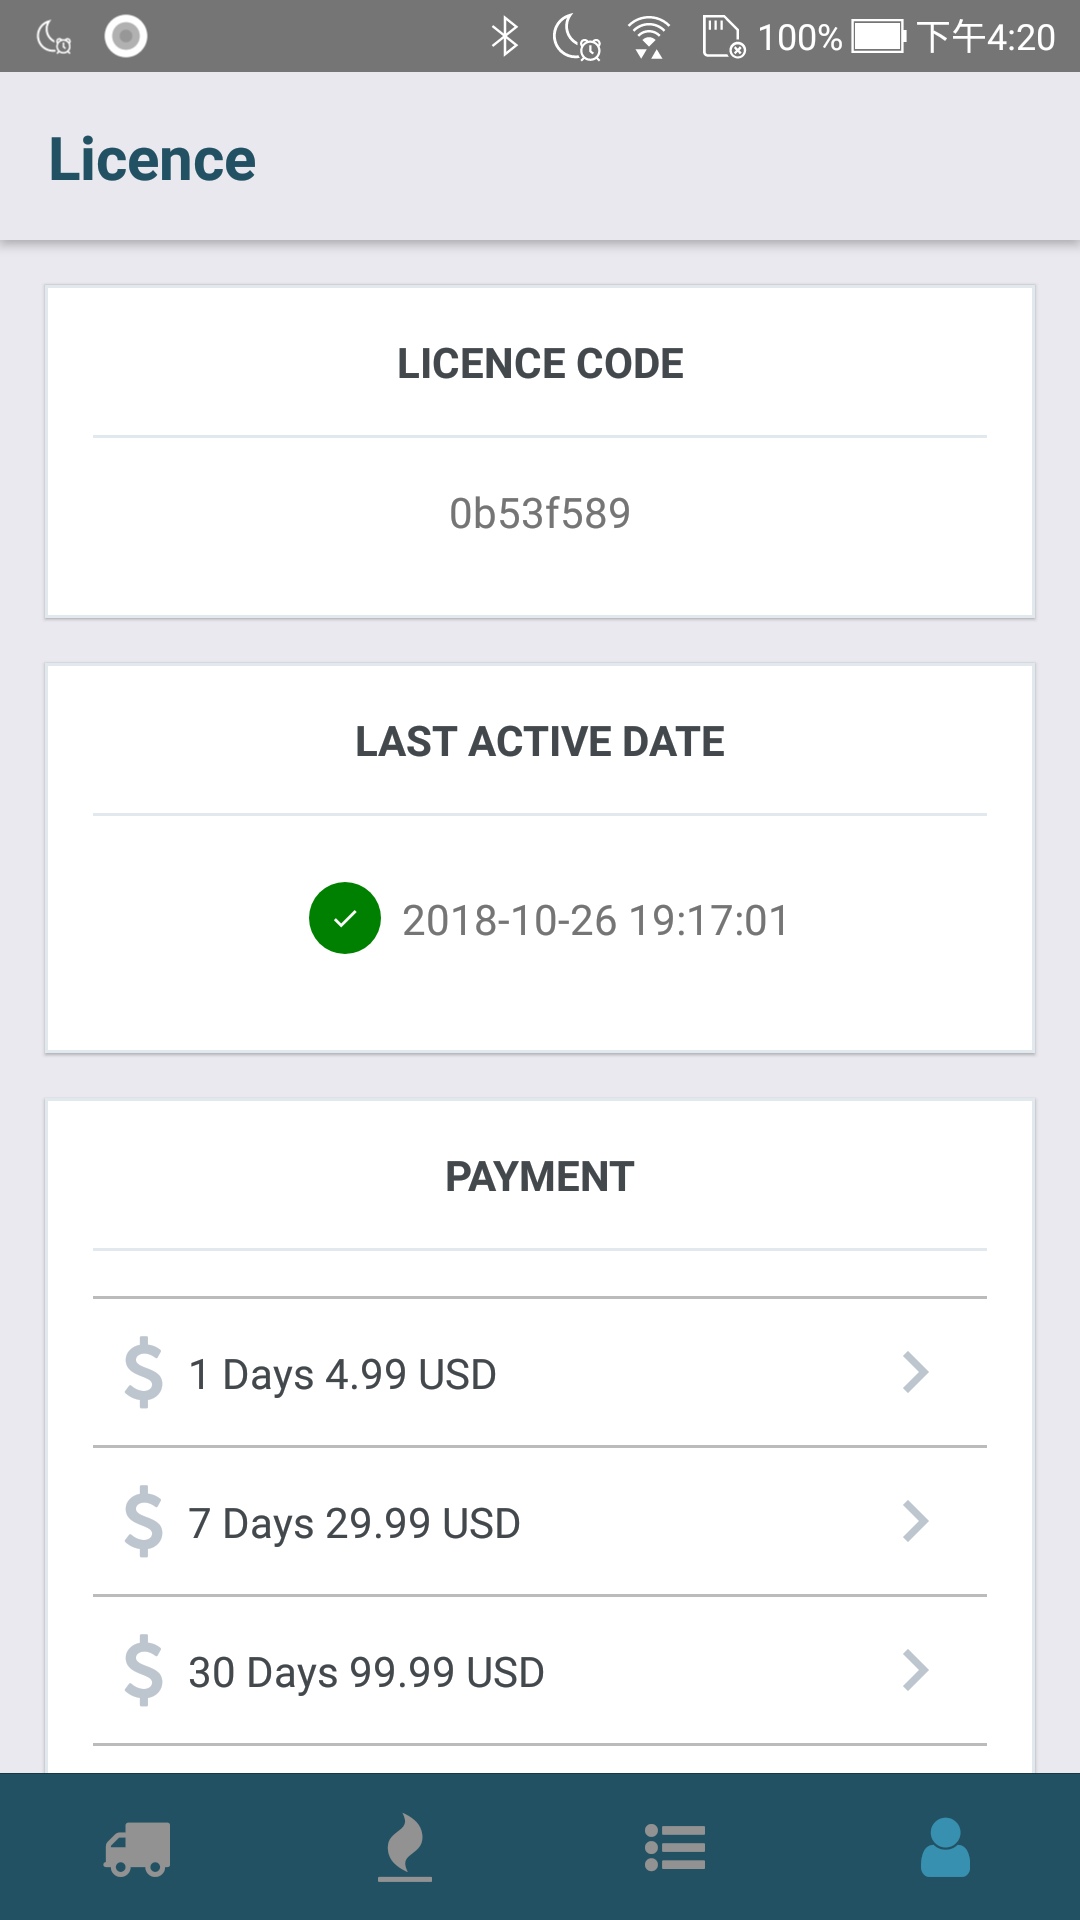 100% 下午4:20
Licence
LICENCE CODE
0b53f589
LAST ACTIVE DATE
2018-10-26 19:17:01
PAYMENT
1 Days 4.99 USD
7 Days 29.99 USD
30 Days 99.99 USD